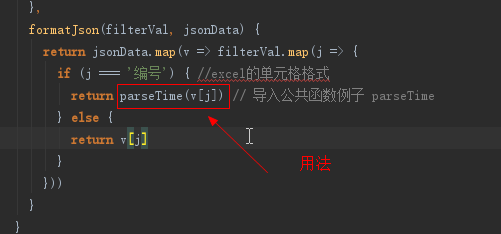 },
formatJson(filterVal, jsonData) {
return jsonData.map(v => filterVal.map(j => {
if (j === '编号') { //excel的单元格格式
return parseTime(v[j]) // 导入公共函数例子 parseTime
} else {
return v[j]
}
}))
}
}
用法